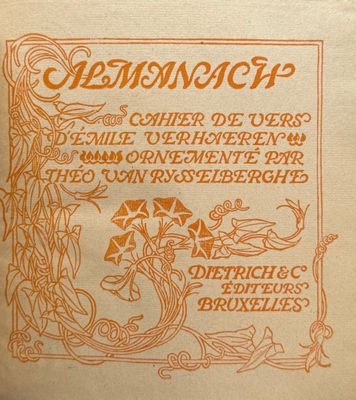 ALMANACH
CAHIER DE VERS
D'ÉMILE VERHAEREN
ORNEMENTÉ PAR
THÉO VAN RYSSELBERGHE
DIETRICH & Cº
ÉDITEURS
BRUXELLES